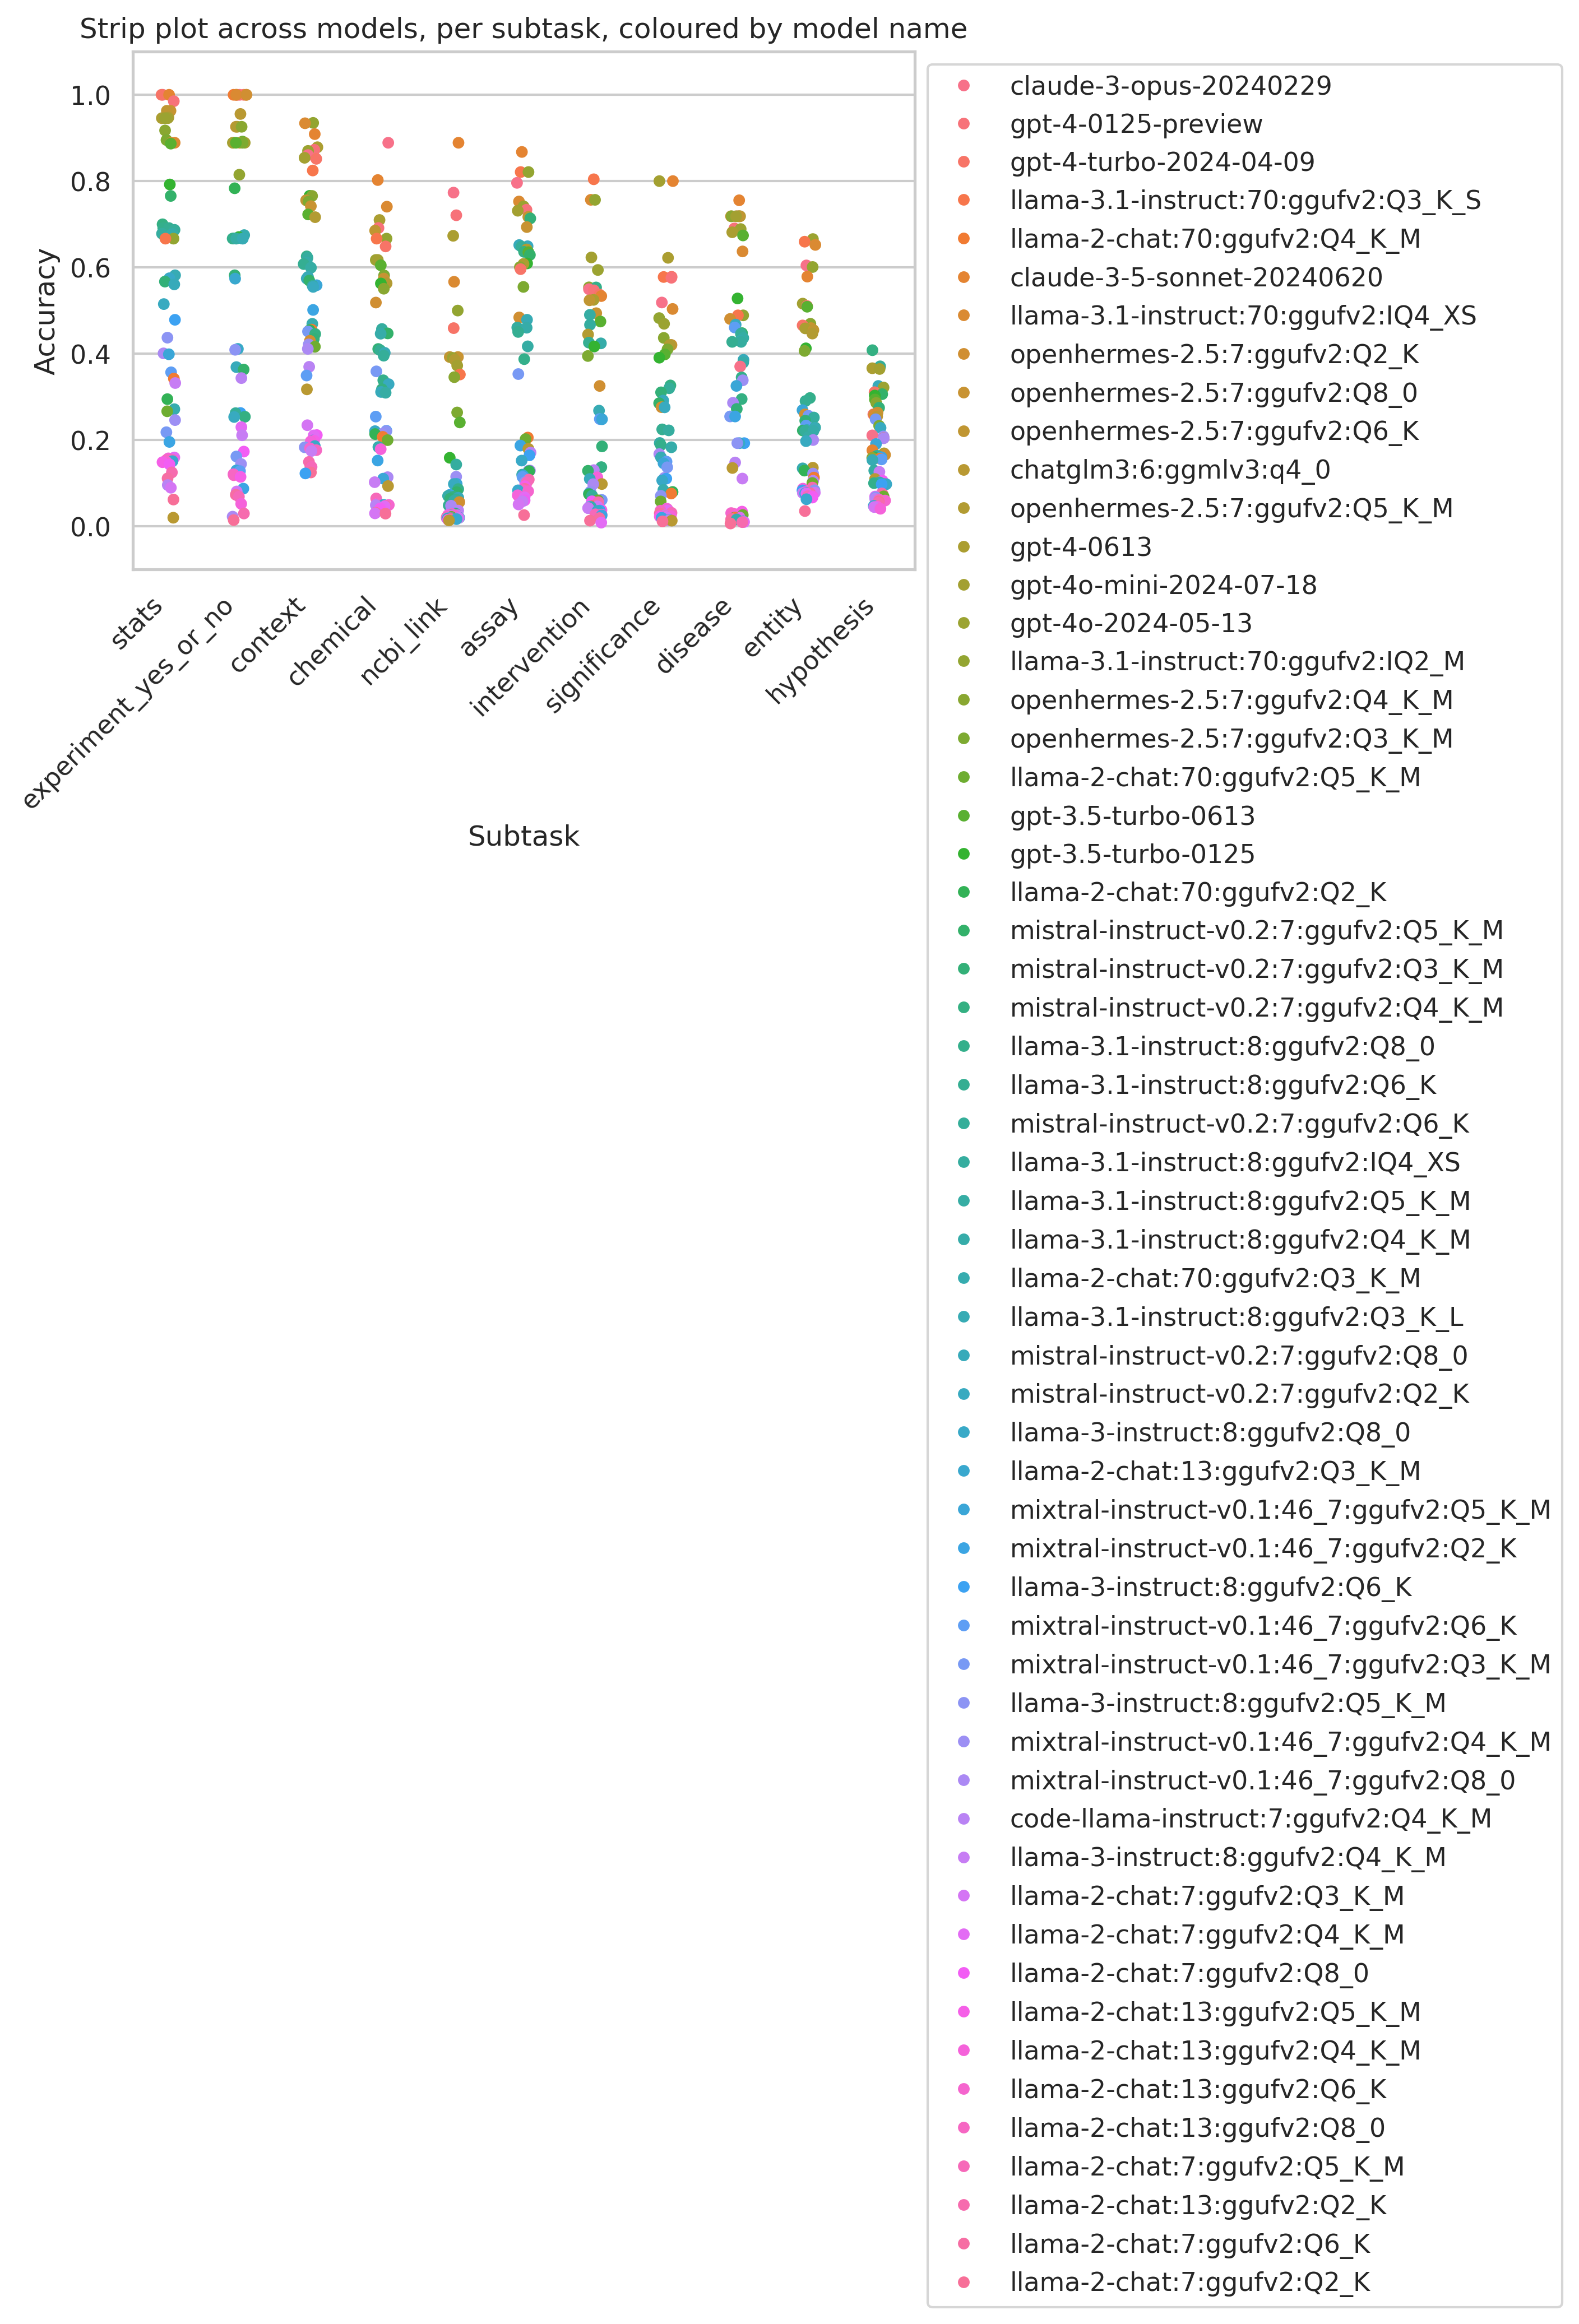 Strip plot across models, per subtask, coloured by model name
Accuracy
1.0
0.8
0.6
0.4
0.2
0.0
stats
experiment_yes_or_no
context
chemical
ncbi_link
assay
intervention
significance
disease
entity
hypothesis
Subtask
claude-3-opus-20240229
gpt-4-0125-preview
gpt-4-turbo-2024-04-09
llama-3.1-instruct:70:ggufv2:Q3_K_S
llama-2-chat:70:ggufv2:Q4_K_M
claude-3-5-sonnet-20240620
llama-3.1-instruct:70:ggufv2:IQ4_XS
openhermes-2.5:7:ggufv2:Q2_K
openhermes-2.5:7:ggufv2:Q8_0
openhermes-2.5:7:ggufv2:Q6_K
chatglm3:6:ggmlv3:q4_0
openhermes-2.5:7:ggufv2:Q5_K_M
gpt-4-0613
gpt-4o-mini-2024-07-18
gpt-4o-2024-05-13
llama-3.1-instruct:70:ggufv2:IQ2_M
openhermes-2.5:7:ggufv2:Q4_K_M
openhermes-2.5:7:ggufv2:Q3_K_M
llama-2-chat:70:ggufv2:Q5_K_M
gpt-3.5-turbo-0613
gpt-3.5-turbo-0125
llama-2-chat:70:ggufv2:Q2_K
mistral-instruct-v0.2:7:ggufv2:Q5_K_M
mistral-instruct-v0.2:7:ggufv2:Q3_K_M
mistral-instruct-v0.2:7:ggufv2:Q4_K_M
llama-3.1-instruct:8:ggufv2:Q8_0
llama-3.1-instruct:8:ggufv2:Q6_K
mistral-instruct-v0.2:7:ggufv2:Q6_K
llama-3.1-instruct:8:ggufv2:IQ4_XS
llama-3.1-instruct:8:ggufv2:Q5_K_M
llama-3.1-instruct:8:ggufv2:Q4_K_M
llama-2-chat:70:ggufv2:Q3_K_M
llama-3.1-instruct:8:ggufv2:Q3_K_L
mistral-instruct-v0.2:7:ggufv2:Q8_0
mistral-instruct-v0.2:7:ggufv2:Q2_K
llama-3-instruct:8:ggufv2:Q8_0
llama-2-chat:13:ggufv2:Q3_K_M
mixtral-instruct-v0.1:46_7:ggufv2:Q5_K_M
mixtral-instruct-v0.1:46_7:ggufv2:Q2_K
llama-3-instruct:8:ggufv2:Q6_K
mixtral-instruct-v0.1:46_7:ggufv2:Q6_K
mixtral-instruct-v0.1:46_7:ggufv2:Q3_K_M
llama-3-instruct:8:ggufv2:Q5_K_M
mixtral-instruct-v0.1:46_7:ggufv2:Q4_K_M
mixtral-instruct-v0.1:46_7:ggufv2:Q8_0
code-llama-instruct:7:ggufv2:Q4_K_M
llama-3-instruct:8:ggufv2:Q4_K_M
llama-2-chat:7:ggufv2:Q3_K_M
llama-2-chat:7:ggufv2:Q4_K_M
llama-2-chat:7:ggufv2:Q8_0
llama-2-chat:13:ggufv2:Q5_K_M
llama-2-chat:13:ggufv2:Q4_K_M
llama-2-chat:13:ggufv2:Q6_K
llama-2-chat:13:ggufv2:Q8_0
llama-2-chat:7:ggufv2:Q5_K_M
llama-2-chat:13:ggufv2:Q2_K
llama-2-chat:7:ggufv2:Q6_K
llama-2-chat:7:ggufv2:Q2_K